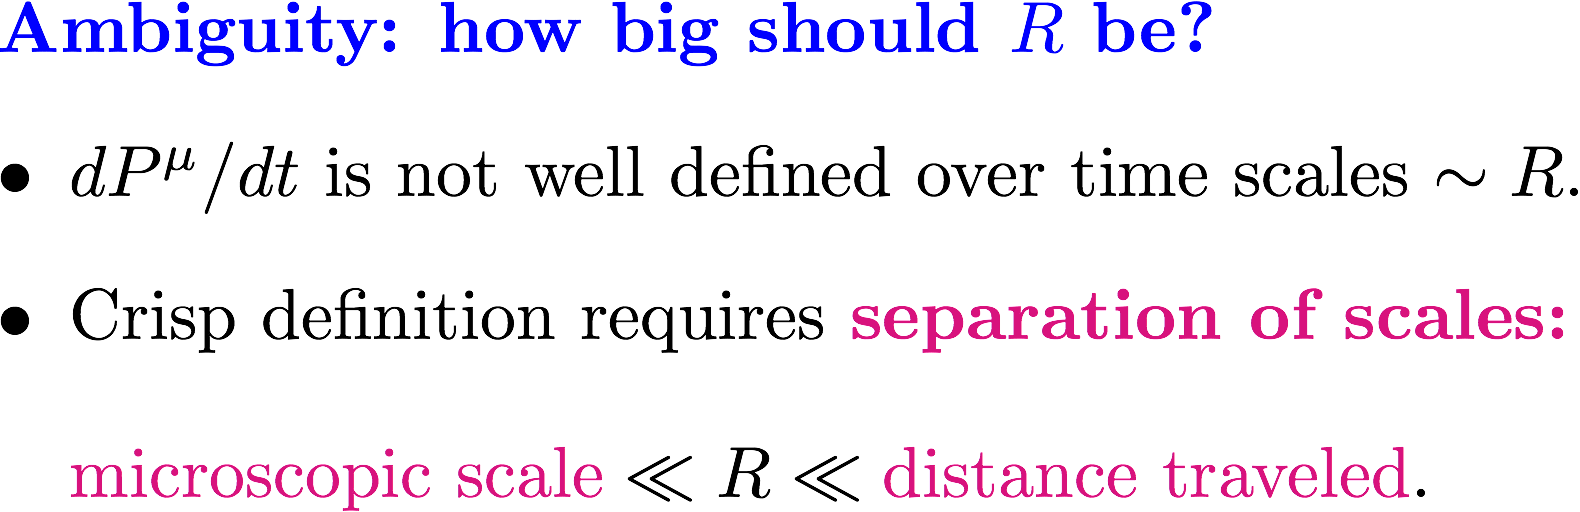 Ambiguity: how big should R be?
• dP^μ/dt is not well defined over time scales ∼ R.
• Crisp definition requires separation of scales:
microscopic scale ≪ R ≪ distance traveled.